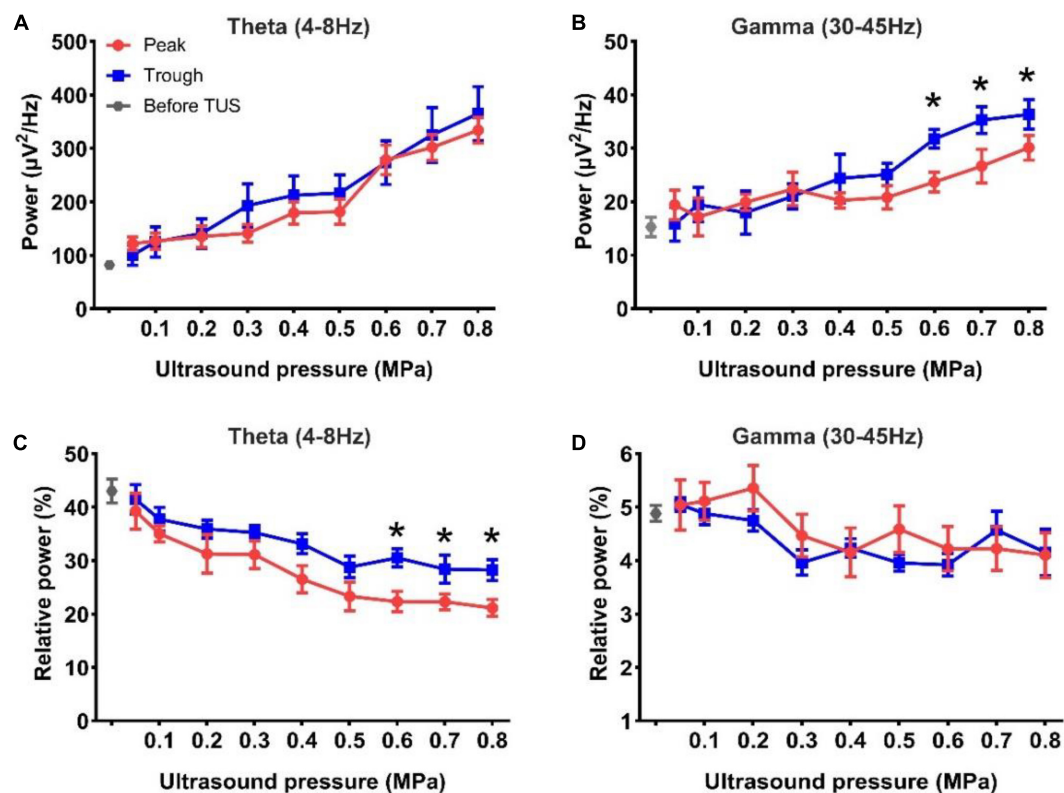 A
Theta (4-8Hz)
500
400
300
200
100
0
Power (µV²/Hz)
Peak
Trough
Before TUS
0.1 0.2 0.3 0.4 0.5 0.6 0.7 0.8
Ultrasound pressure (MPa)
B
Gamma (30-45Hz)
50
40
30
20
10
0
Power (µV²/Hz)
* * *
0.1 0.2 0.3 0.4 0.5 0.6 0.7 0.8
Ultrasound pressure (MPa)
C
Theta (4-8Hz)
50
40
30
20
10
0
Relative power (%)
* * *
0.1 0.2 0.3 0.4 0.5 0.6 0.7 0.8
Ultrasound pressure (MPa)
D
Gamma (30-45Hz)
6
5
4
3
2
1
Relative power (%)
0.1 0.2 0.3 0.4 0.5 0.6 0.7 0.8
Ultrasound pressure (MPa)